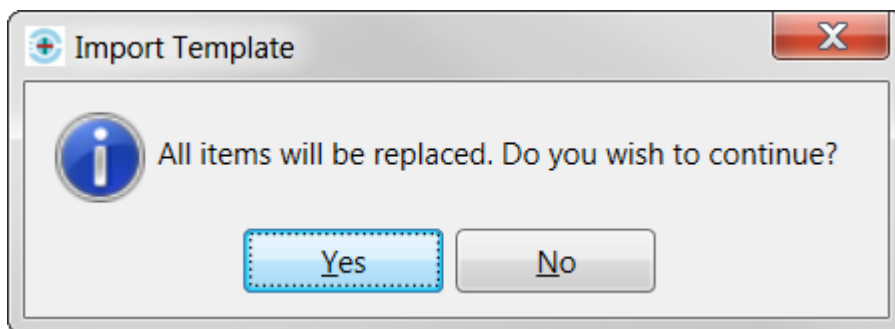 Import Template
All items will be replaced. Do you wish to continue?
Yes No